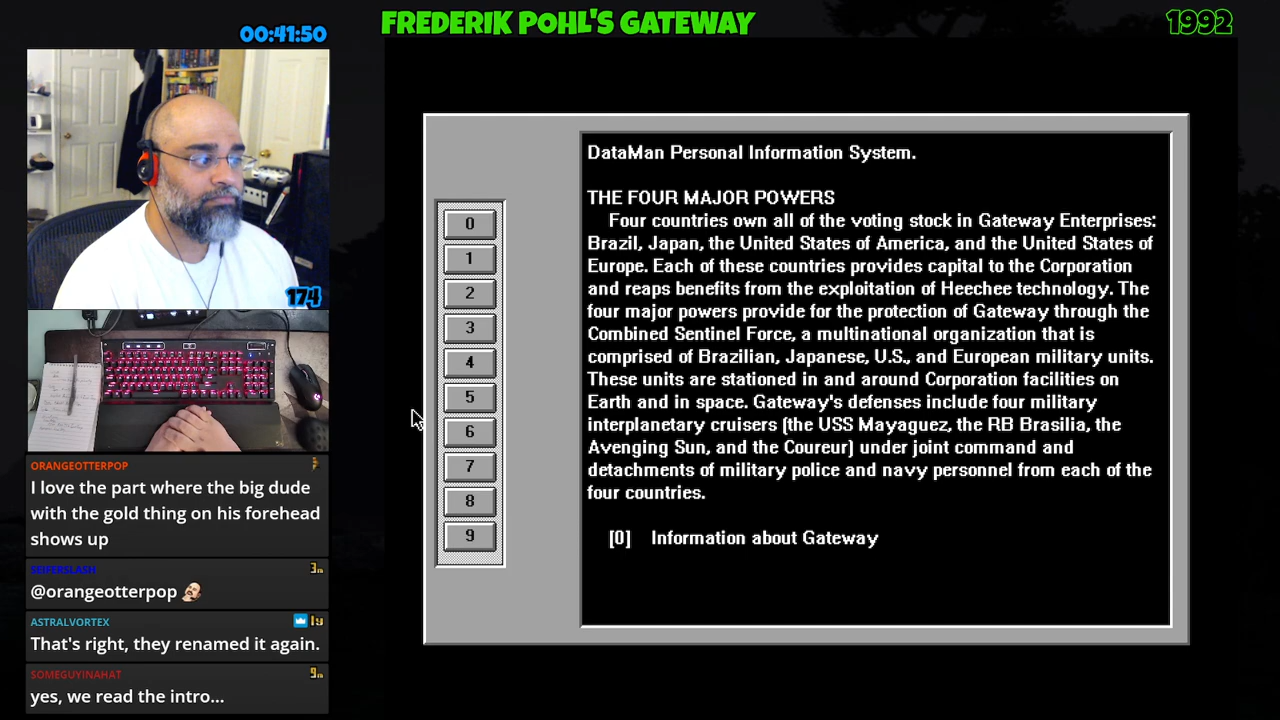 00:41:50
FREDERIK POHL'S GATEWAY
1992
174
ORANGEOTTERPOP
I love the part where the big dude
with the gold thing on his forehead
shows up
SEIFERSLASH
3m
@orangeotterpop
ASTRALVORTEX
1y
That's right, they renamed it again.
SOMEGUYINAHAT
9m
yes, we read the intro...
0
1
2
3
4
5
6
7
8
9
DataMan Personal Information System.
THE FOUR MAJOR POWERS
Four countries own all of the voting stock in Gateway Enterprises:
Brazil, Japan, the United States of America, and the United States of
Europe. Each of these countries provides capital to the Corporation
and reaps benefits from the exploitation of Heechee technology. The
four major powers provide for the protection of Gateway through the
Combined Sentinel Force, a multinational organization that is
comprised of Brazilian, Japanese, U.S., and European military units.
These units are stationed in and around Corporation facilities on
Earth and in space. Gateway's defenses include four military
interplanetary cruisers (the USS Mayaguez, the RB Brasilia, the
Avenging Sun, and the Coureur) under joint command and
detachments of military police and navy personnel from each of the
four countries.
[0] Information about Gateway